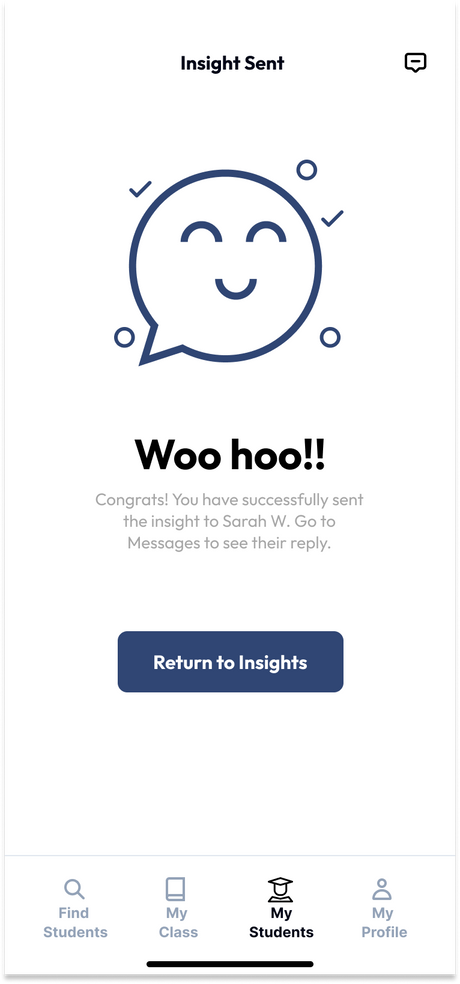 Insight Sent
Woo hoo!!
Congrats! You have successfully sent
the insight to Sarah W. Go to
Messages to see their reply.
Return to Insights
Find
Students
My
Class
My
Students
My
Profile